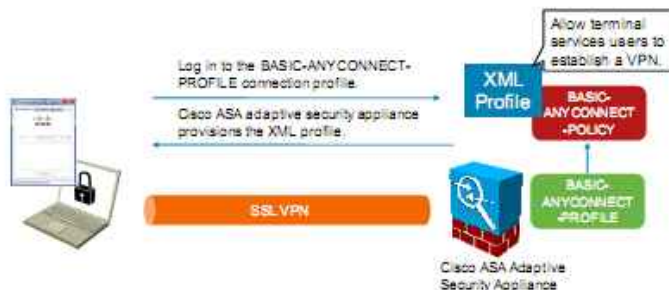 Allow terminal
services users to
establish a VPN.
Log in to the BASIC-ANYCONNECT-
PROFILE connection profile.
XML
Profile
Cisco ASA adaptive security appliance
provisions the XML profile.
BASIC-
ANYCONNECT
-POLICY
SSL VPN
BASIC-
ANYCONNECT-
PROFILE
Cisco ASA Adaptive
Security Appliance